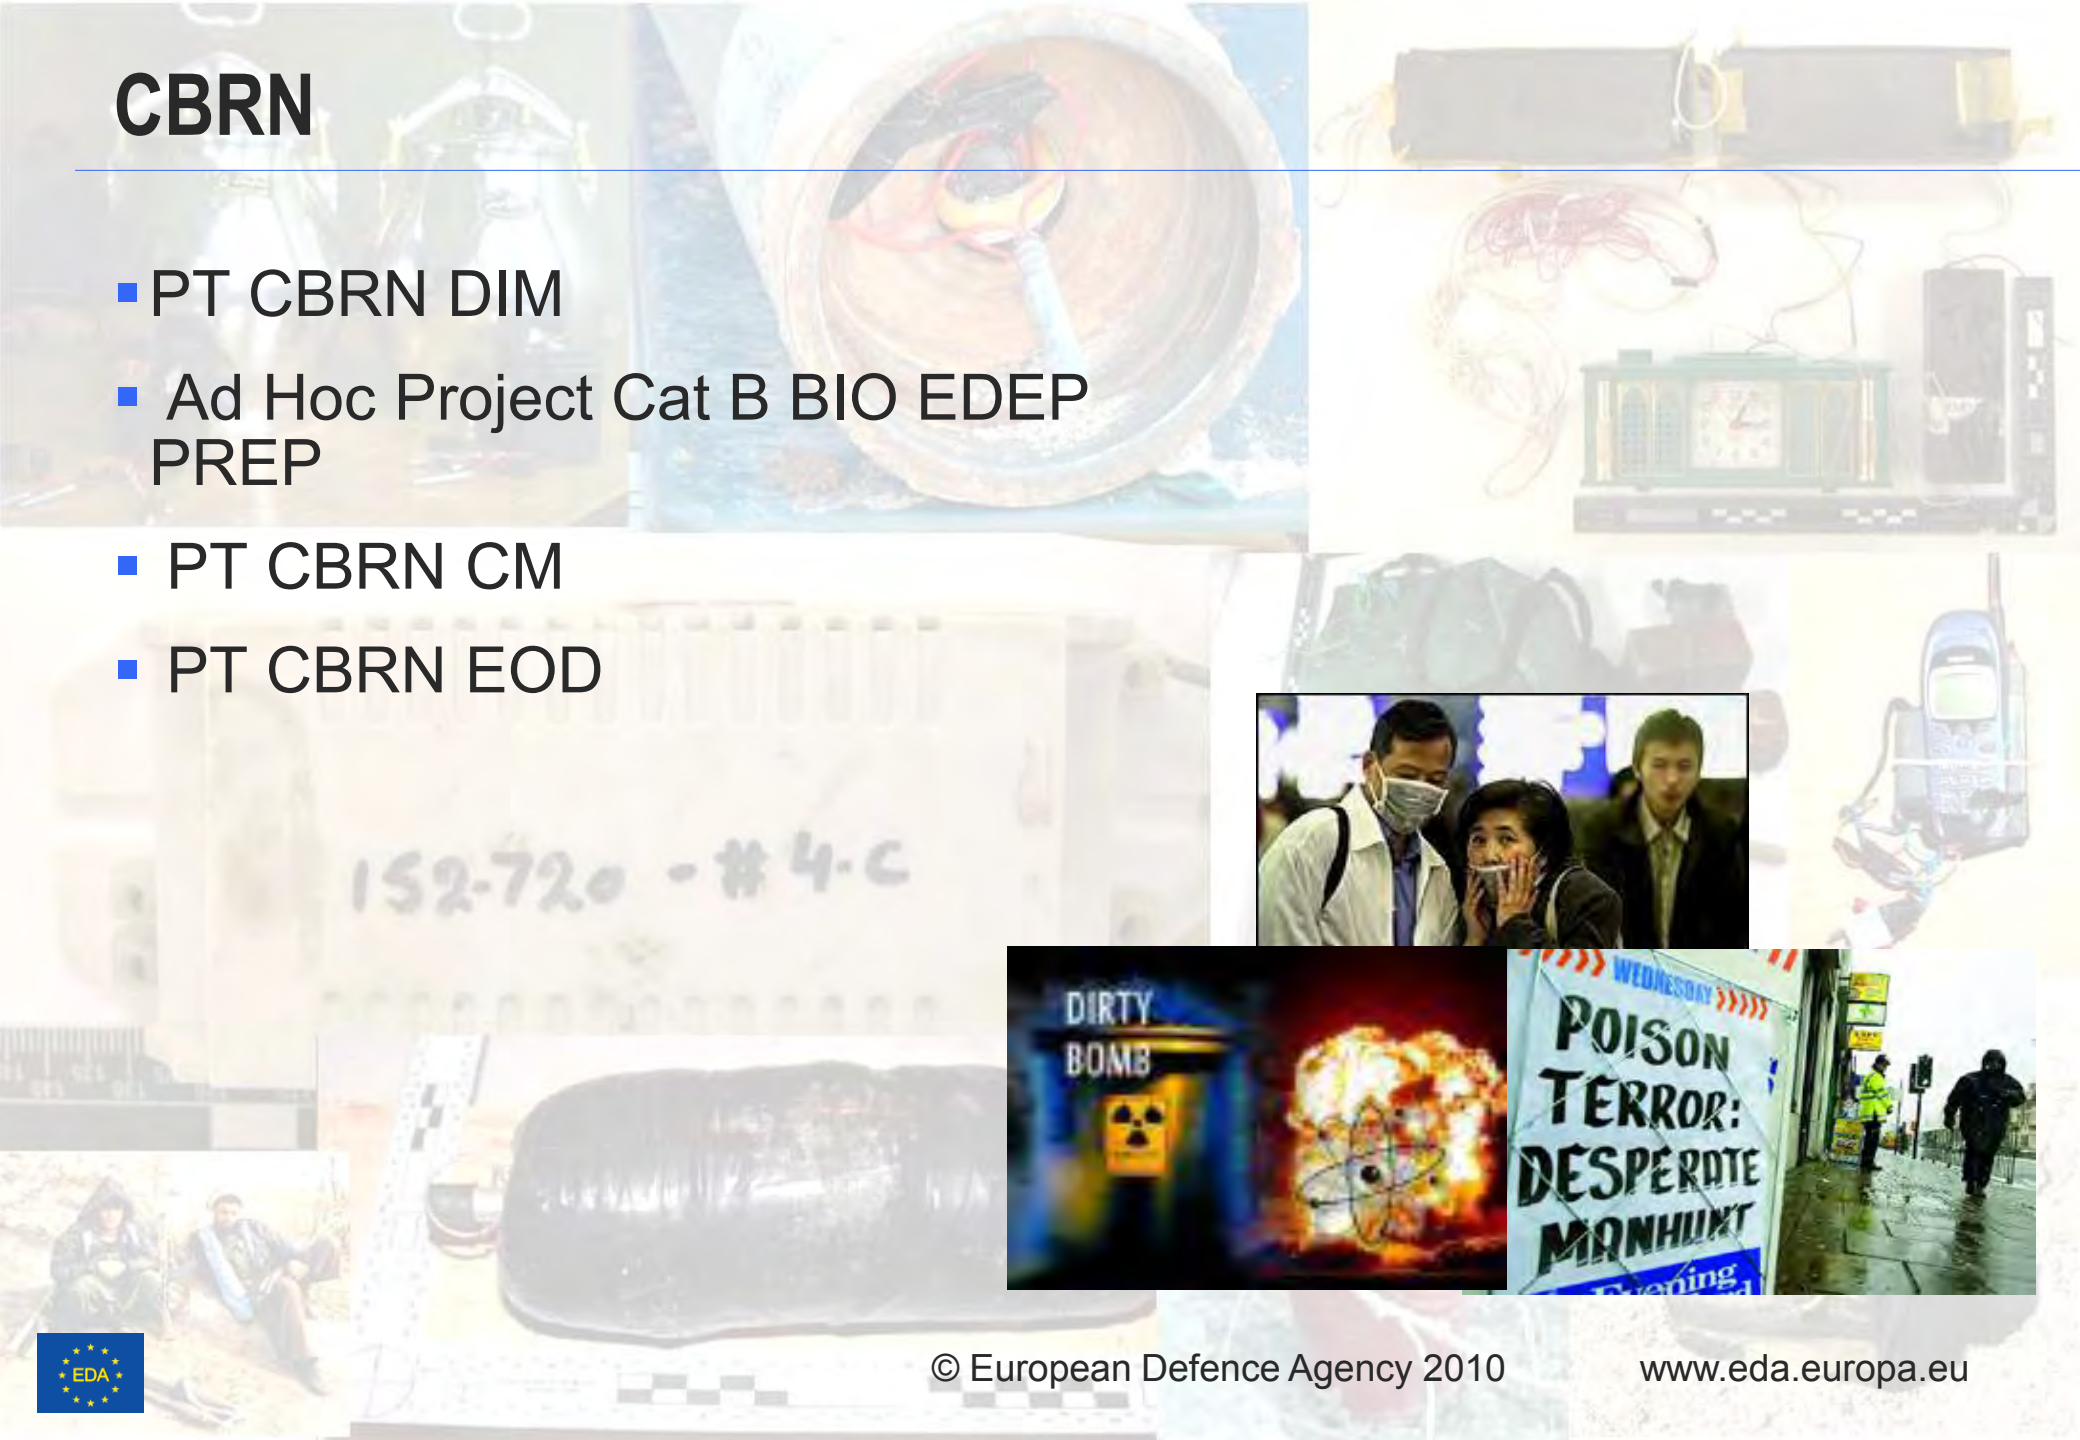 CBRN
▪ PT CBRN DIM
▪ Ad Hoc Project Cat B BIO EDEP
PREP
▪ PT CBRN CM
▪ PT CBRN EOD
152-720 - # 4-C
DIRTY
BOMB
WEDNESDAY
POISON
TERROR:
DESPERATE
MANHUNT
Evening
EDA
© European Defence Agency 2010
www.eda.europa.eu